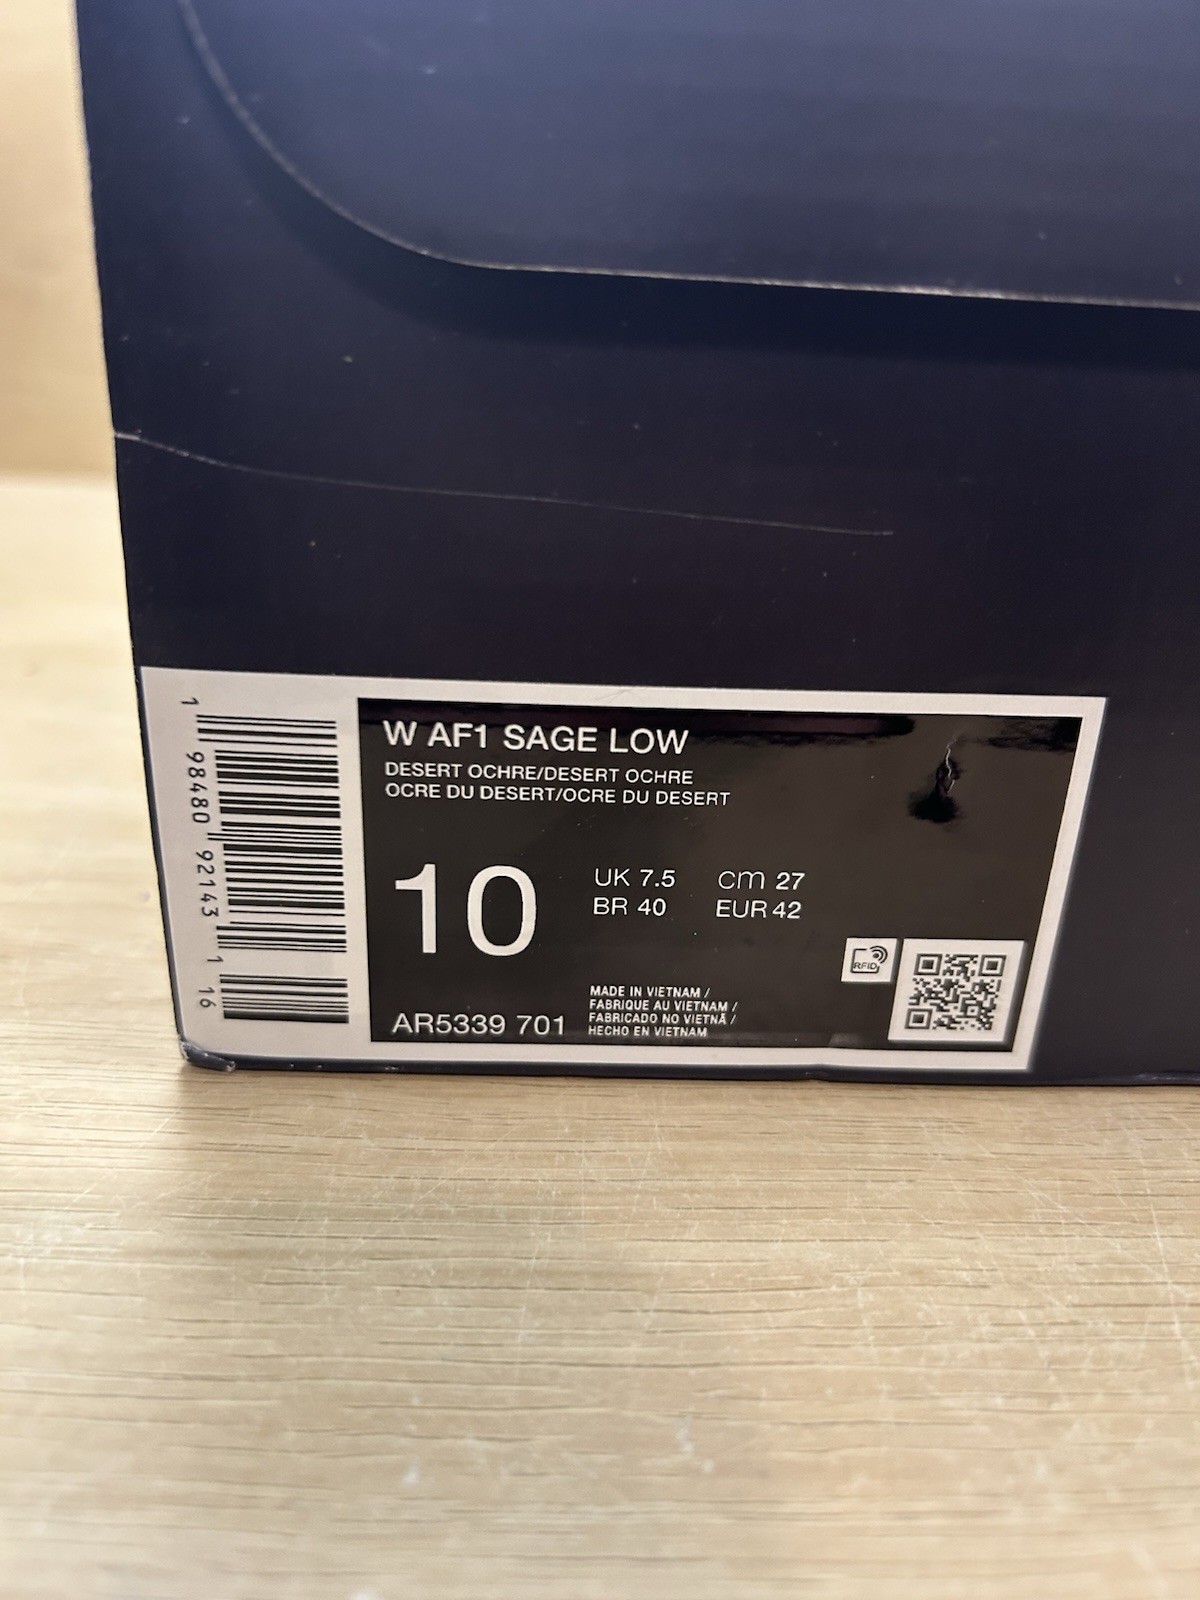 W AF1 SAGE LOW
DESERT OCHRE/DESERT OCHRE
OCRE DU DESERT/OCRE DU DESERT
10
UK 7.5
cm 27
BR 40
EUR 42
RFID
AR5339 701
MADE IN VIETNAM /
FABRIQUE AU VIETNAM /
FABRICADO NO VIETNÃ /
HECHO EN VIETNAM
1 98480 92143 1 16